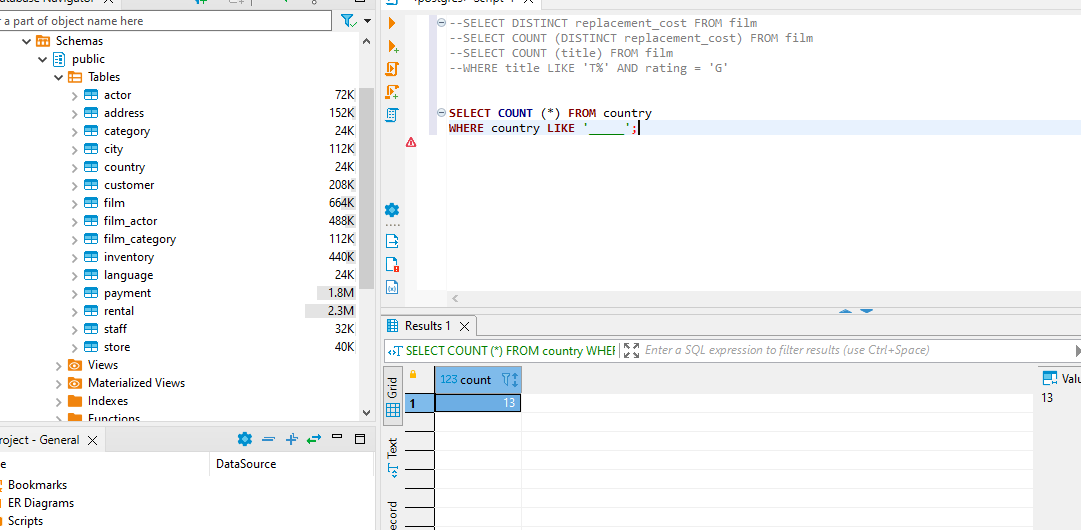 Database Navigator
<postgres> Script
r a part of object name here
Schemas
public
Tables
actor 72K
address 152K
category 24K
city 112K
country 24K
customer 208K
film 664K
film_actor 488K
film_category 112K
inventory 440K
language 24K
payment 1.8M
rental 2.3M
staff 32K
store 40K
Views
Materialized Views
Indexes
Functions
roject - General
e DataSource
Bookmarks
ER Diagrams
Scripts
--SELECT DISTINCT replacement_cost FROM film
--SELECT COUNT (DISTINCT replacement_cost) FROM film
--SELECT COUNT (title) FROM film
--WHERE title LIKE 'T%' AND rating = 'G'
SELECT COUNT (*) FROM country
WHERE country LIKE '_____';
Results 1
SELECT COUNT (*) FROM country WHER
Enter a SQL expression to filter results (use Ctrl+Space)
Grid
Text
ecord
123 count
1 13
Valu
13